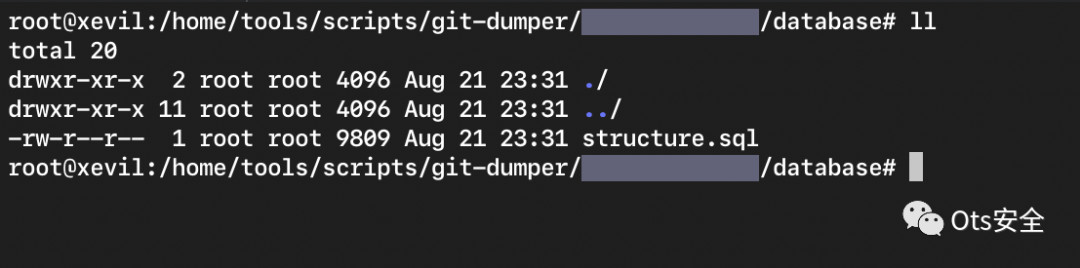 root@xevil:/home/tools/scripts/git-dumper/ /database# ll
total 20
drwxr-xr-x  2 root root 4096 Aug 21 23:31 ./
drwxr-xr-x 11 root root 4096 Aug 21 23:31 ../
-rw-r--r--  1 root root 9809 Aug 21 23:31 structure.sql
root@xevil:/home/tools/scripts/git-dumper/ /database#
Ots安全